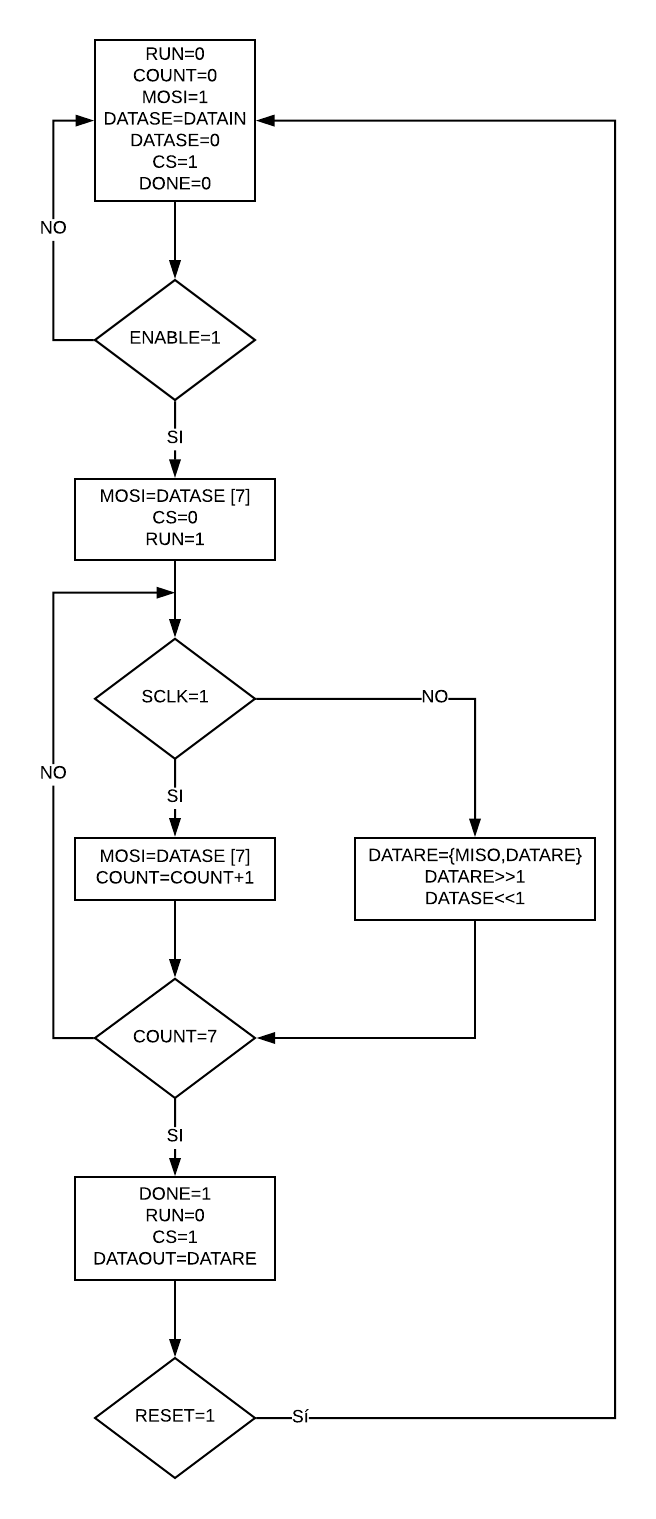 RUN=0
COUNT=0
MOSI=1
DATASE=DATAIN
DATASE=0
CS=1
DONE=0
NO
ENABLE=1
SI
MOSI=DATASE [7]
CS=0
RUN=1
SCLK=1
NO
NO
SI
MOSI=DATASE [7]
COUNT=COUNT+1
DATARE={MISO,DATARE}
DATARE>>1
DATASE<<1
COUNT=7
SI
DONE=1
RUN=0
CS=1
DATAOUT=DATARE
RESET=1
Sí